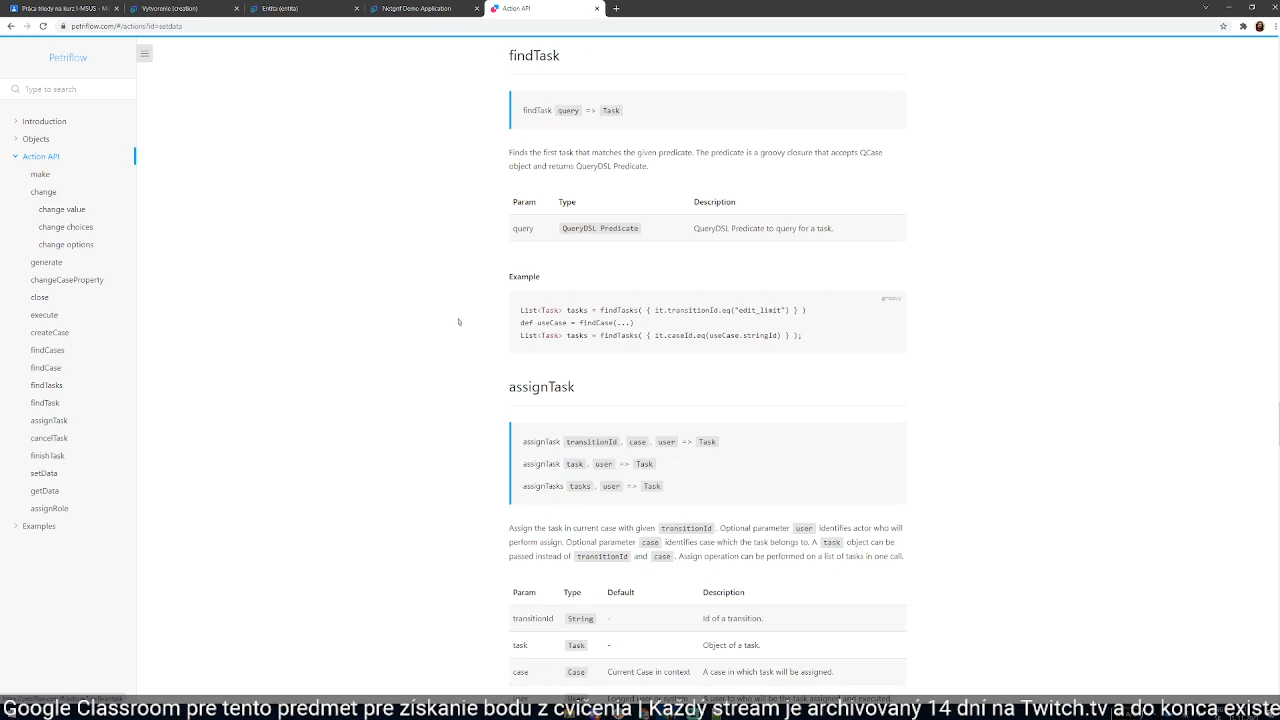 Práca triedy na kurz I-MSUS - M
Vytvorenie (creation)
Entita (entity)
Netgrif Demo Application
Action API
petriflow.com/#/actions?id=setdata
Petriflow
Type to search
Introduction
Objects
Action API
make
change
change value
change choices
change options
generate
changeCaseProperty
close
execute
createCase
findCases
findCase
findTasks
findTask
assignTask
cancelTask
finishTask
setData
getData
assignRole
Examples
findTask
findTask query => Task
Finds the first task that matches the given predicate. The predicate is a groovy closure that accepts QCase
object and returns QueryDSL Predicate.
Param Type Description
query QueryDSL Predicate QueryDSL Predicate to query for a task.
Example
groovy
List<Task> tasks = findTasks( { it.transitionId.eq("edit_limit") } )
def useCase = findCase(...)
List<Task> tasks = findTasks( { it.caseId.eq(useCase.stringId) } );
assignTask
assignTask transitionId, case, user => Task
assignTask task, user => Task
assignTasks tasks, user => Task
Assign the task in current case with given transitionId. Optional parameter user identifies actor who will
perform assign. Optional parameter case identifies case which the task belongs to. A task object can be
passed instead of transitionId and case. Assign operation can be performed on a list of tasks in one call.
Param Type Default Description
transitionId String - Id of a transition.
task Task - Object of a task.
case Case Current Case in context A case in which task will be assigned.
Google Classroom pre tento predmet pre získanie bodu z cvičenia | Každý stream je archivovaný 14 dní na Twitch.tv a do konca existe